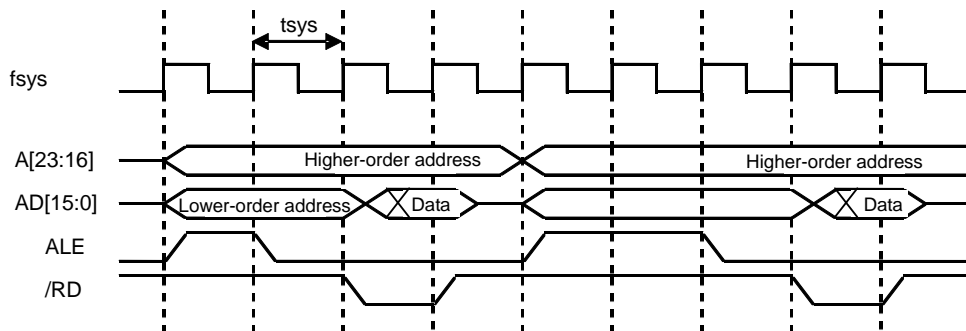 tsys
fsys
A[23:16] Higher-order address Higher-order address
AD[15:0] Lower-order address Data Data
ALE
/RD